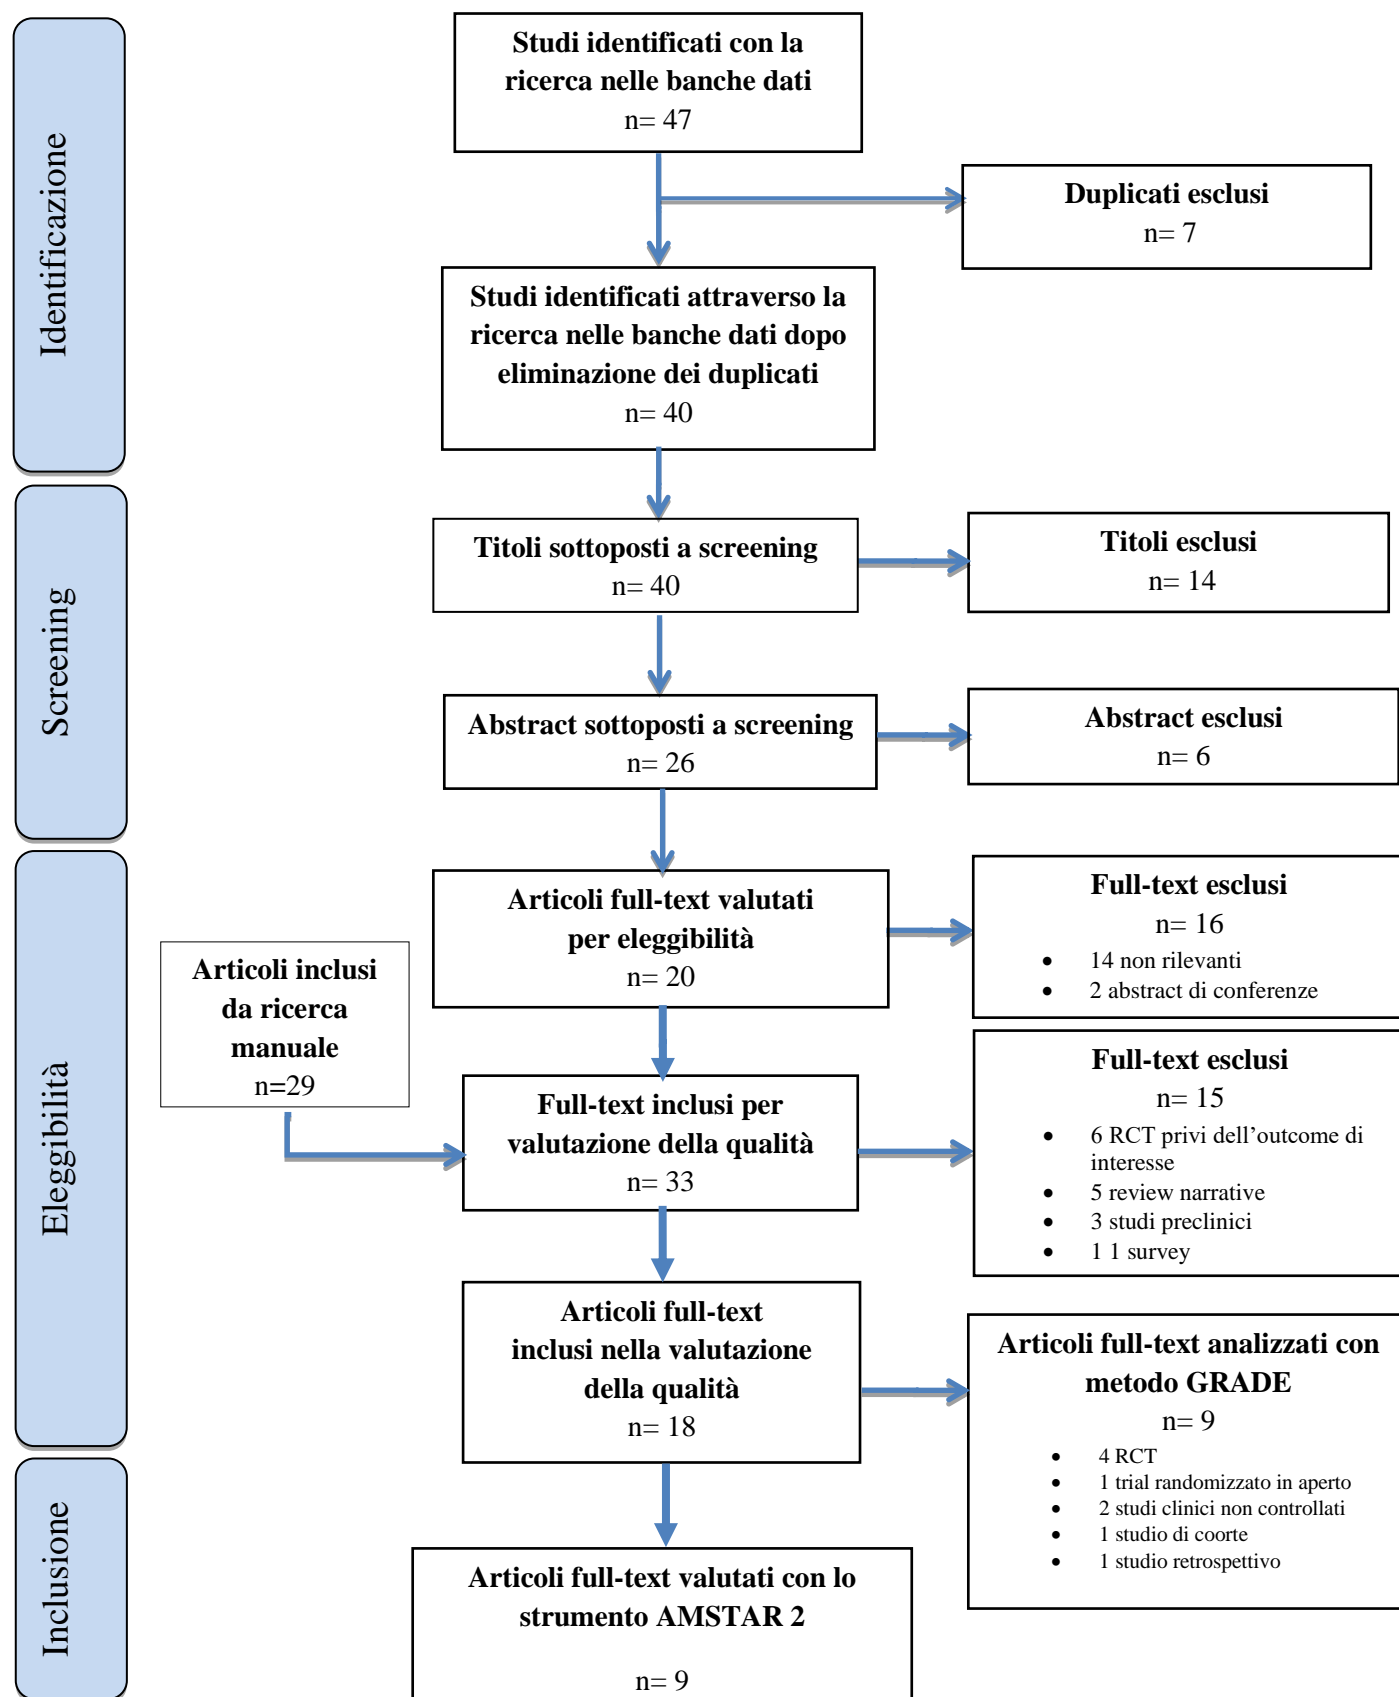 Identificazione
Studi identificati con la
ricerca nelle banche dati
n= 47
Duplicati esclusi
n= 7
Studi identificati attraverso la
ricerca nelle banche dati dopo
eliminazione dei duplicati
n= 40
Screening
Titoli sottoposti a screening
n= 40
Titoli esclusi
n= 14
Abstract sottoposti a screening
n= 26
Abstract esclusi
n= 6
Eleggibilità
Articoli full-text valutati
per eleggibilità
n= 20
Full-text esclusi
n= 16
• 14 non rilevanti
• 2 abstract di conferenze
Articoli inclusi
da ricerca
manuale
n=29
Full-text inclusi per
valutazione della qualità
n= 33
Full-text esclusi
n= 15
• 6 RCT privi dell’outcome di
interesse
• 5 review narrative
• 3 studi preclinici
• 1 1 survey
Articoli full-text
inclusi nella valutazione
della qualità
n= 18
Articoli full-text analizzati con
metodo GRADE
n= 9
• 4 RCT
• 1 trial randomizzato in aperto
• 2 studi clinici non controllati
• 1 studio di coorte
• 1 studio retrospettivo
Inclusione
Articoli full-text valutati con lo
strumento AMSTAR 2
n= 9